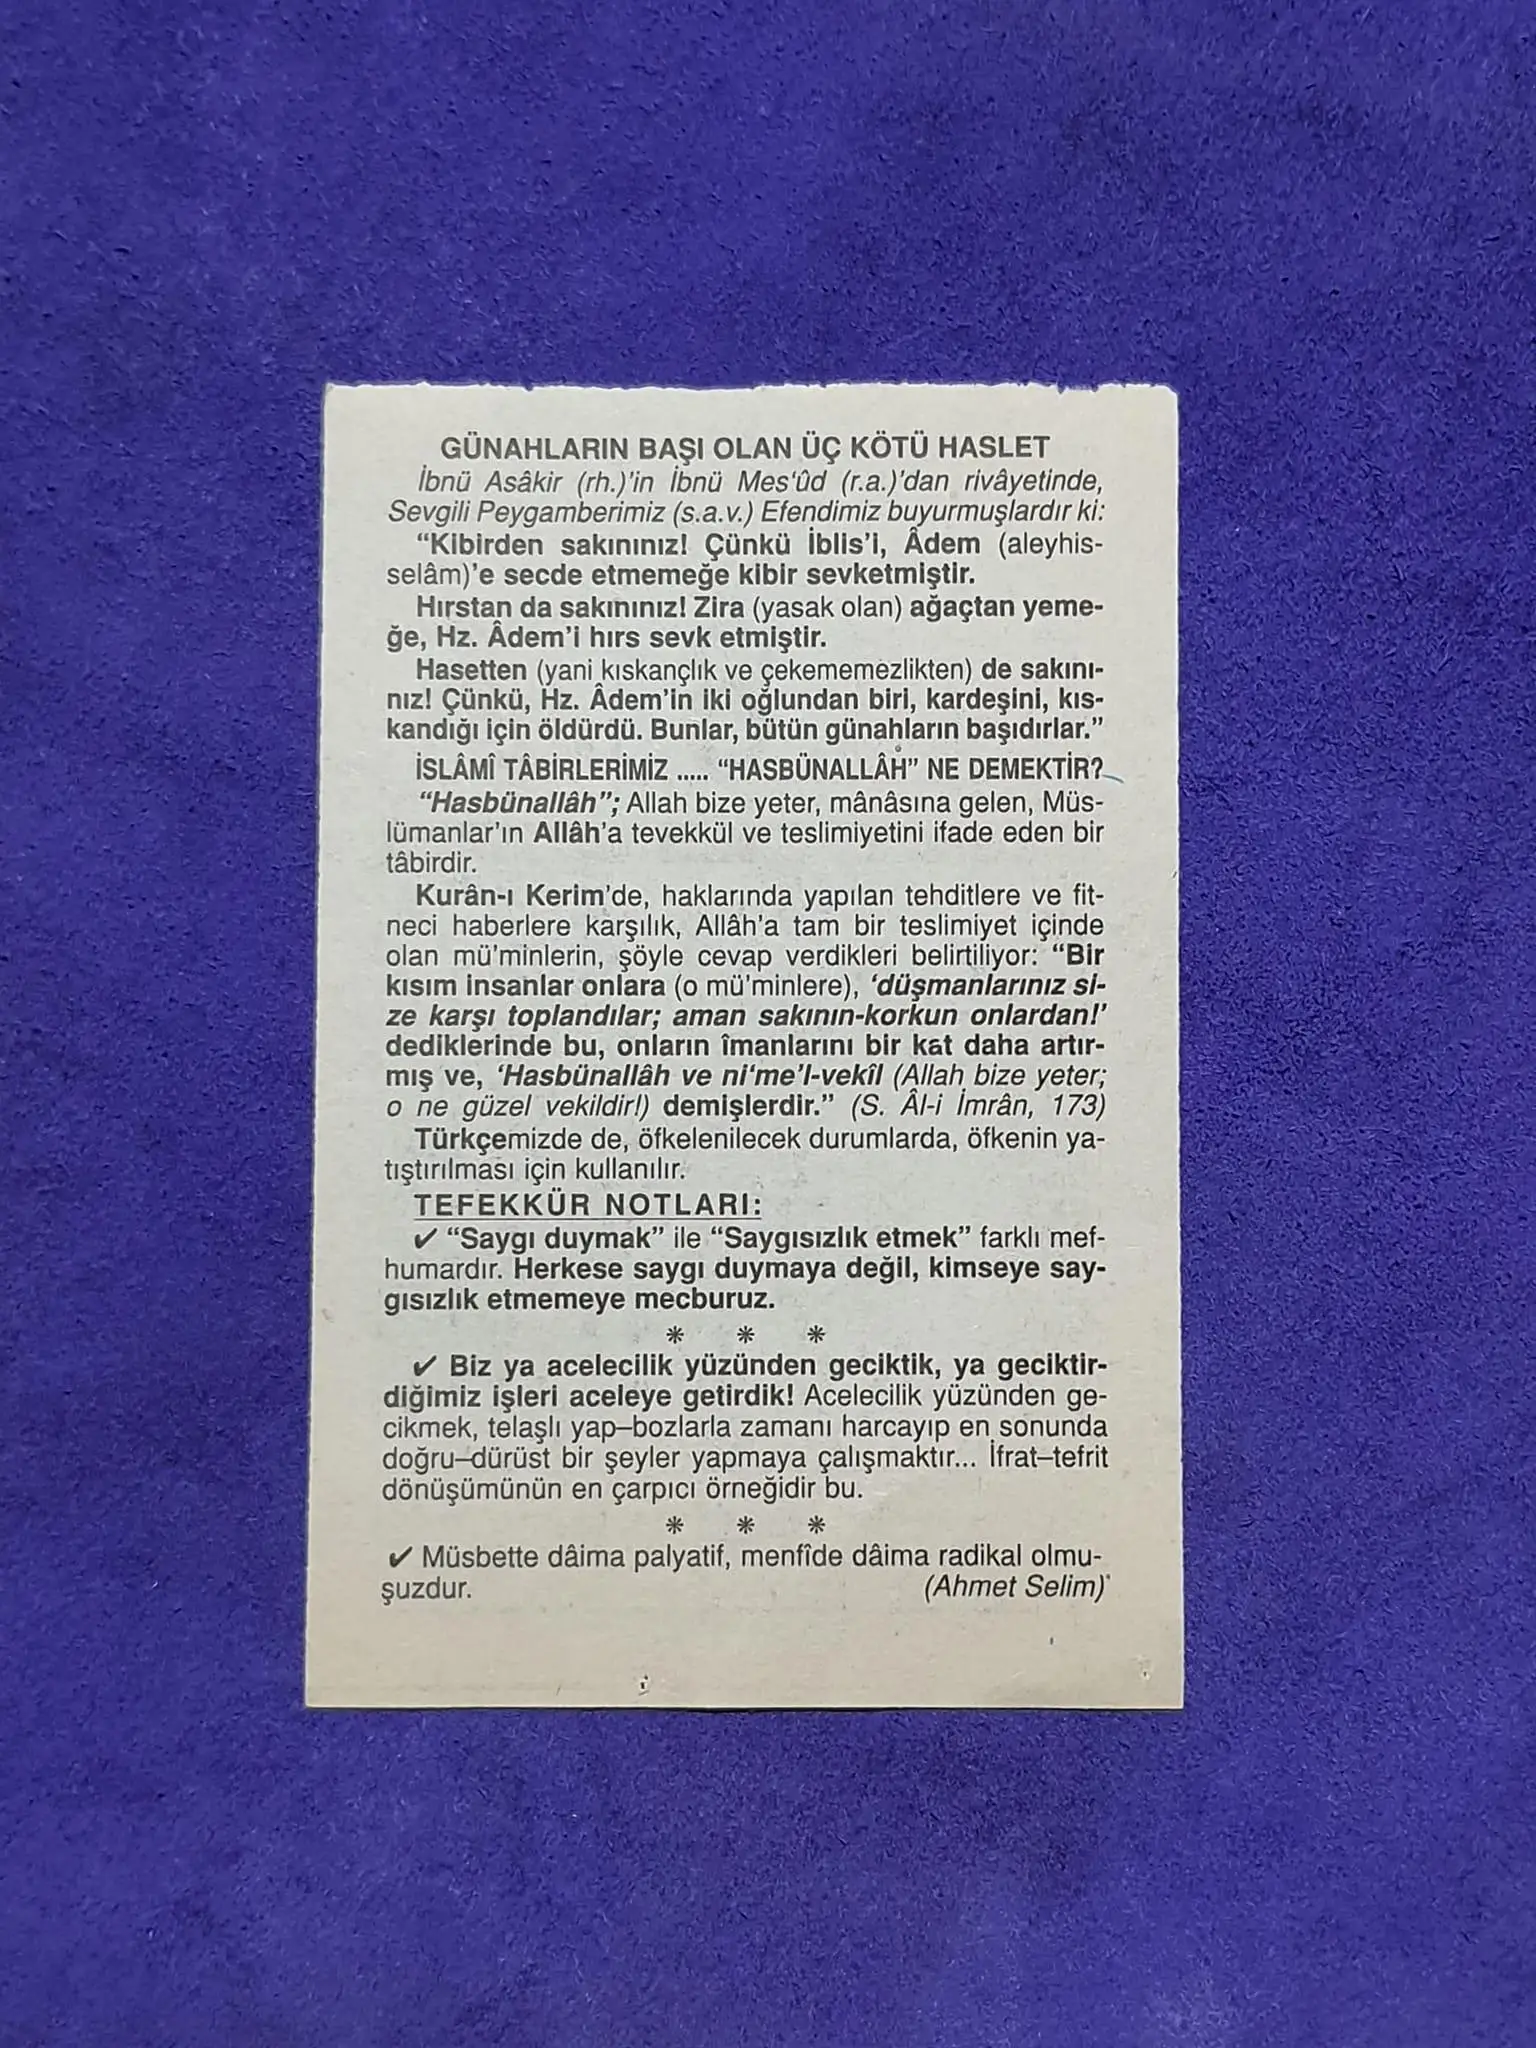 GÜNAHLARIN BAŞI OLAN ÜÇ KÖTÜ HASLET
İbnü Asâkir (rh.)'in İbnü Mes'ûd (r.a.)'dan rivâyetinde,
Sevgili Peygamberimiz (s.a.v.) Efendimiz buyurmuşlardır ki:
“Kibirden sakınınız! Çünkü İblis’i, Âdem (aleyhis-
selâm)’e secde etmemeğe kibir sevketmiştir.
Hırstan da sakınınız! Zira (yasak olan) ağaçtan yeme-
ğe, Hz. Âdem’i hırs sevk etmiştir.
Hasetten (yani kıskançlık ve çekememezlikten) de sakını-
nız! Çünkü, Hz. Âdem’in iki oğlundan biri, kardeşini, kıs-
kandığı için öldürdü. Bunlar, bütün günahların başıdırlar.”
İSLÂMÎ TÂBİRLERİMİZ ..... “HASBÜNALLÂH” NE DEMEKTİR?
“Hasbünallâh”; Allah bize yeter, mânâsına gelen, Müs-
lümanlar’ın Allâh’a tevekkül ve teslimiyetini ifade eden bir
tâbirdir.
Kurân-ı Kerim’de, haklarında yapılan tehditlere ve fit-
neci haberlere karşılık, Allâh’a tam bir teslimiyet içinde
olan mü’minlerin, şöyle cevap verdikleri belirtiliyor: “Bir
kısım insanlar onlara (o mü’minlere), ‘düşmanlarınız si-
ze karşı toplandılar; aman sakının-korkun onlardan!’
dediklerinde bu, onların îmanlarını bir kat daha artır-
mış ve, ‘Hasbünallâh ve ni‘me’l-vekîl (Allah bize yeter;
o ne güzel vekildir!) demişlerdir.” (S. Âl-i İmrân, 173)
Türkçemizde de, öfkelenilecek durumlarda, öfkenin ya-
tıştırılması için kullanılır.
TEFEKKÜR NOTLARI:
✓ “Saygı duymak” ile “Saygısızlık etmek” farklı mef-
humardır. Herkese saygı duymaya değil, kimseye say-
gısızlık etmemeye mecburuz.
* * *
✓ Biz ya acelecilik yüzünden geciktik, ya geciktir-
diğimiz işleri aceleye getirdik! Acelecilik yüzünden ge-
cikmek, telaşlı yap–bozlarla zamanı harcayıp en sonunda
doğru–dürüst bir şeyler yapmaya çalışmaktır... İfrat–tefrit
dönüşümünün en çarpıcı örneğidir bu.
* * *
✓ Müsbette dâima palyatif, menfîde dâima radikal olmu-
şuzdur. (Ahmet Selim)